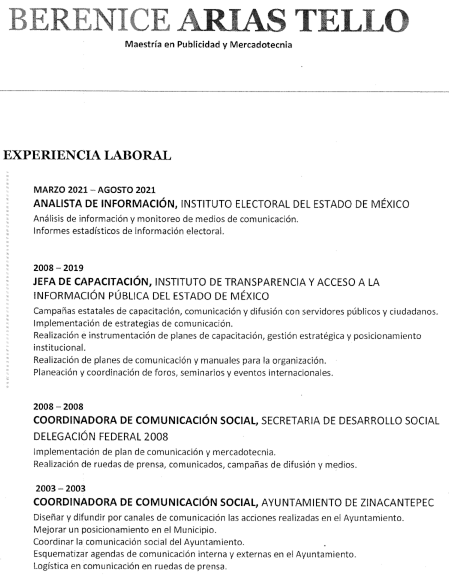 BERENICE ARIAS TELLO
Maestría en Publicidad y Mercadotecnia
EXPERIENCIA LABORAL
MARZO 2021 – AGOSTO 2021
ANALISTA DE INFORMACIÓN, INSTITUTO ELECTORAL DEL ESTADO DE MÉXICO
Análisis de información y monitoreo de medios de comunicación.
Informes estadísticos de información electoral.
2008 – 2019
JEFA DE CAPACITACIÓN, INSTITUTO DE TRANSPARENCIA Y ACCESO A LA
INFORMACIÓN PÚBLICA DEL ESTADO DE MÉXICO
Campañas estatales de capacitación, comunicación y difusión con servidores públicos y ciudadanos.
Implementación de estrategias de comunicación.
Realización e instrumentación de planes de capacitación, gestión estratégica y posicionamiento
institucional.
Realización de planes de comunicación y manuales para la organización.
Planeación y coordinación de foros, seminarios y eventos internacionales.
2008 – 2008
COORDINADORA DE COMUNICACIÓN SOCIAL, SECRETARIA DE DESARROLLO SOCIAL
DELEGACIÓN FEDERAL 2008
Implementación de plan de comunicación y mercadotecnia.
Realización de ruedas de prensa, comunicados, campañas de difusión y medios.
2003 – 2003
COORDINADORA DE COMUNICACIÓN SOCIAL, AYUNTAMIENTO DE ZINACANTEPEC
Diseñar y difundir por canales de comunicación las acciones realizadas en el Ayuntamiento.
Mejorar un posicionamiento en el Municipio.
Coordinar la comunicación social del Ayuntamiento.
Esquematizar agendas de comunicación interna y externas en el Ayuntamiento.
Logística en comunicación en ruedas de prensa.